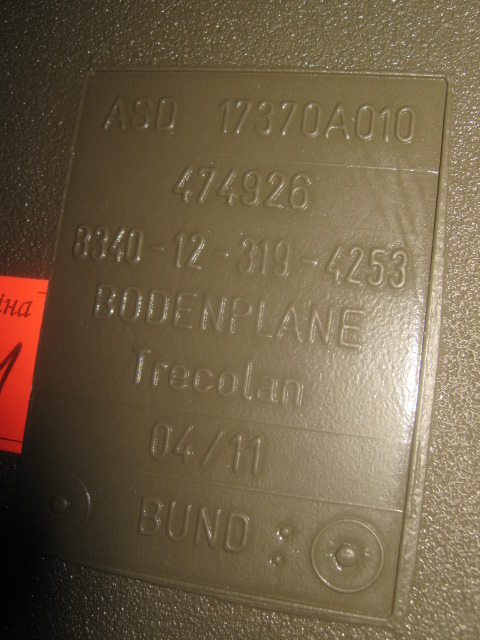 ASD 17370A010
474926
8340-12-319-4253
BODENPLANE
Trecolan
04/11
BUND